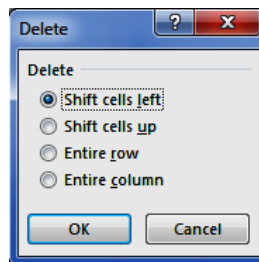 Delete
Delete
Shift cells left
Shift cells up
Entire row
Entire column
OK
Cancel